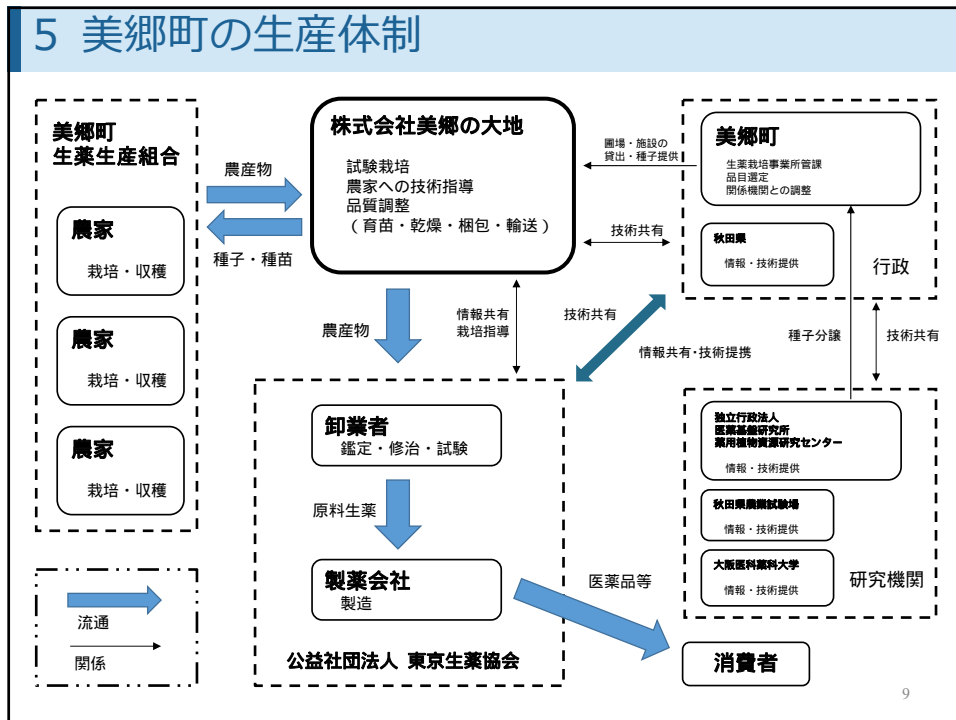 5 美郷町の生産体制
美郷町
生薬生産組合
農家
栽培・収穫
農家
栽培・収穫
農家
栽培・収穫
農産物
種子・種苗
株式会社美郷の大地
試験栽培
農家への技術指導
品質調整
（育苗・乾燥・梱包・輸送）
圃場・施設の
貸出・種子提供
技術共有
美郷町
生薬栽培事業所管課
品目選定
関係機関との調整
秋田県
情報・技術提供
行政
農産物
情報共有
栽培指導
技術共有
情報共有・技術提携
種子分譲
技術共有
卸業者
鑑定・修治・試験
原料生薬
製薬会社
製造
公益社団法人 東京生薬協会
医薬品等
独立行政法人
医薬基盤研究所
薬用植物資源研究センター
情報・技術提供
秋田県農業試験場
情報・技術提供
大阪医科薬科大学
情報・技術提供
研究機関
消費者
流通
関係
9